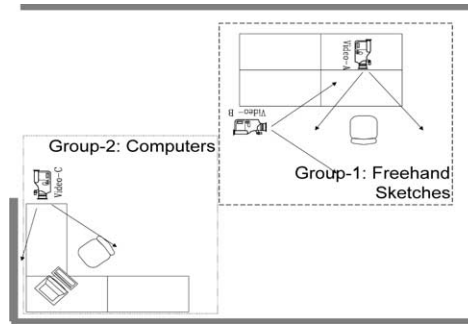 Video-A
Video-B
Group-2: Computers
Video-C
Group-1: Freehand
Sketches